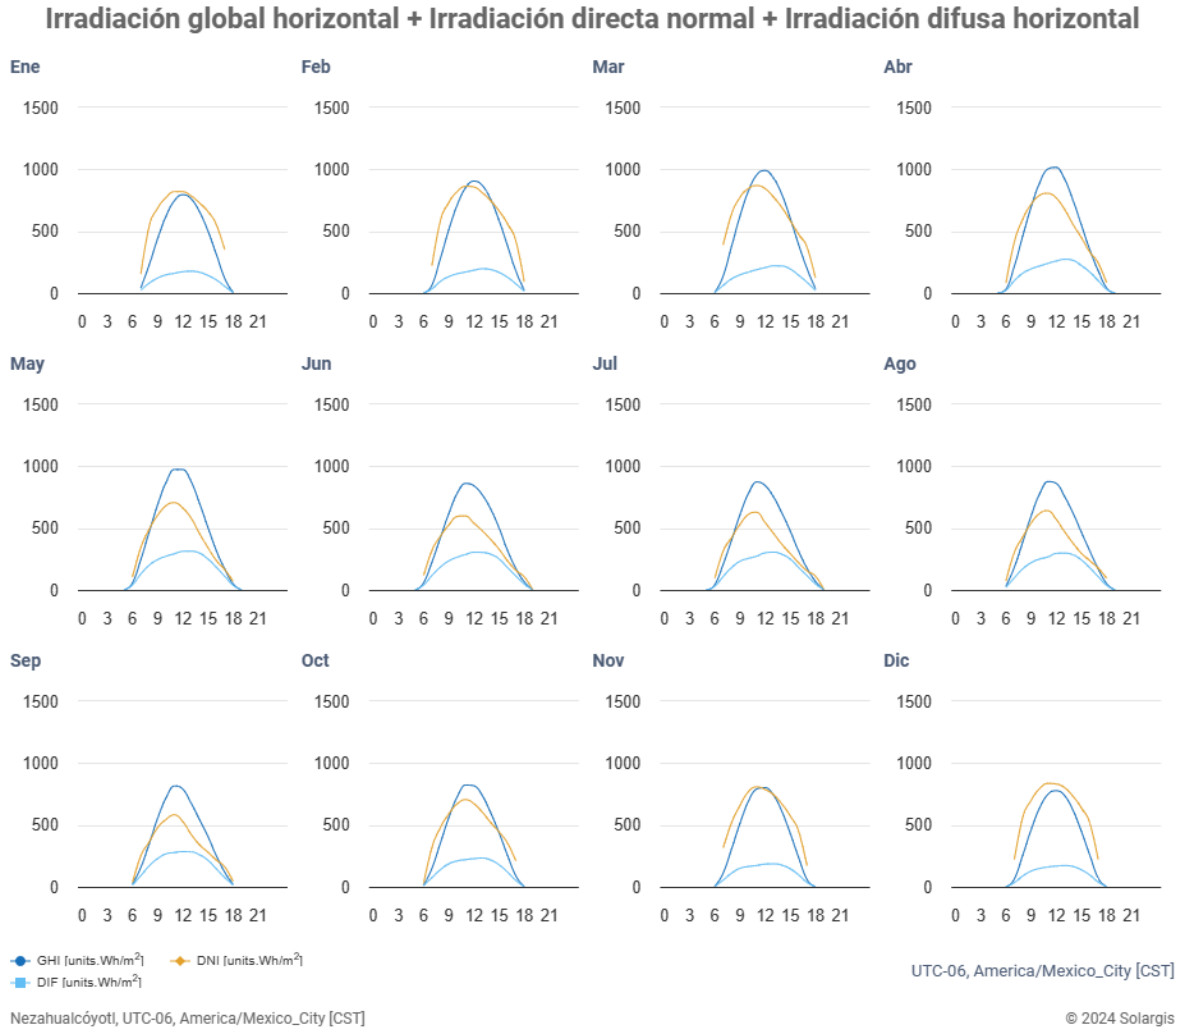 Irradiación global horizontal + Irradiación directa normal + Irradiación difusa horizontal
Ene
Feb
Mar
Abr
1500 1500 1500 1500
1000 1000 1000 1000
500 500 500 500
0 0 0 0
0 3 6 9 12 15 18 21 0 3 6 9 12 15 18 21 0 3 6 9 12 15 18 21 0 3 6 9 12 15 18 21
May
Jun
Jul
Ago
1500 1500 1500 1500
1000 1000 1000 1000
500 500 500 500
0 0 0 0
0 3 6 9 12 15 18 21 0 3 6 9 12 15 18 21 0 3 6 9 12 15 18 21 0 3 6 9 12 15 18 21
Sep
Oct
Nov
Dic
1500 1500 1500 1500
1000 1000 1000 1000
500 500 500 500
0 0 0 0
0 3 6 9 12 15 18 21 0 3 6 9 12 15 18 21 0 3 6 9 12 15 18 21 0 3 6 9 12 15 18 21
GHI [units.Wh/m²] DNI [units.Wh/m²]
DIF [units.Wh/m²]
UTC-06, America/Mexico_City [CST]
Nezahualcóyotl, UTC-06, America/Mexico_City [CST]
© 2024 Solargis